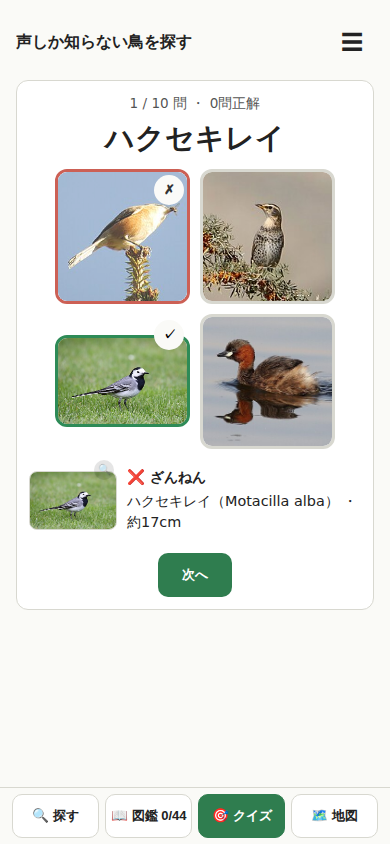 声しか知らない鳥を探す
☰
1 / 10 問 ・ 0問正解
ハクセキレイ
✗
✓
❌ ざんねん
ハクセキレイ（Motacilla alba） ・
約17cm
次へ
🔍 探す
📖 図鑑 0/44
🎯 クイズ
🗺️ 地図